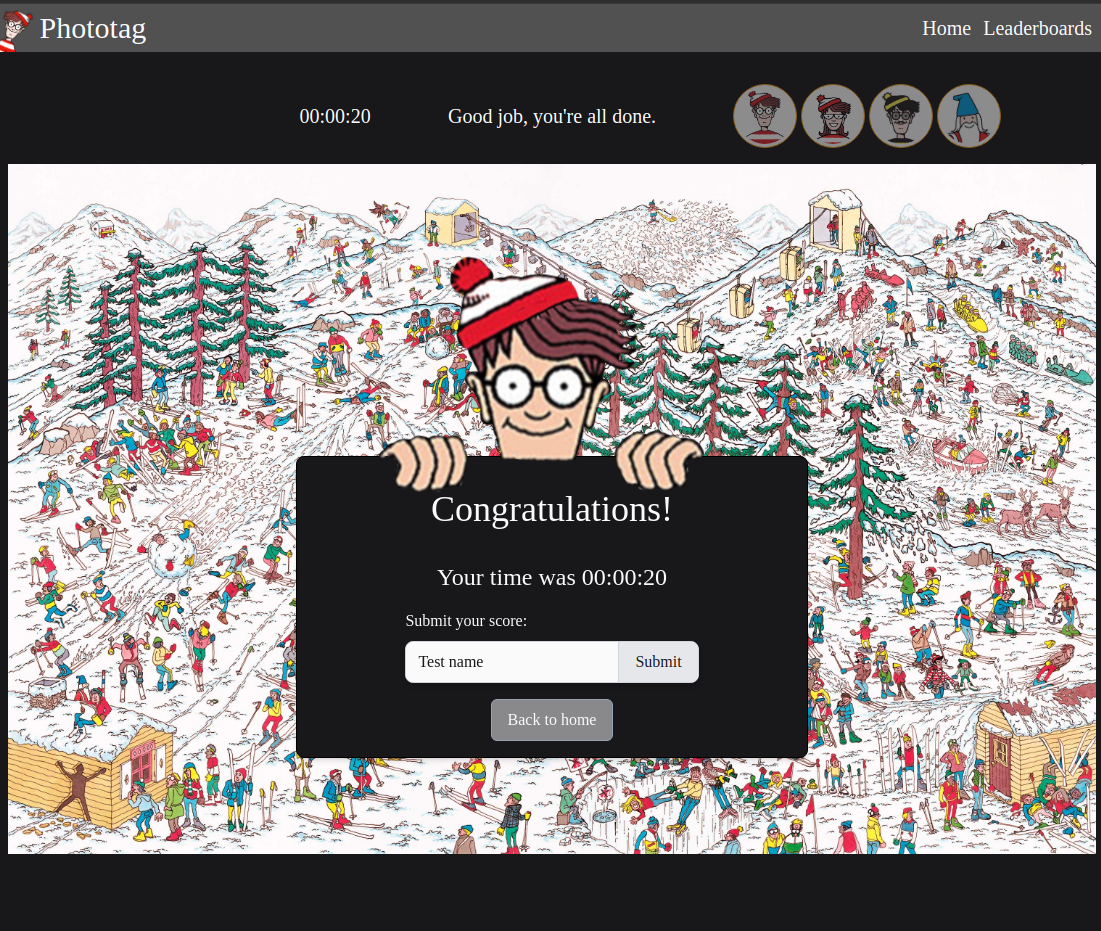 Phototag
Home Leaderboards
00:00:20
Good job, you're all done.
Congratulations!
Your time was 00:00:20
Submit your score:
Test name
Submit
Back to home